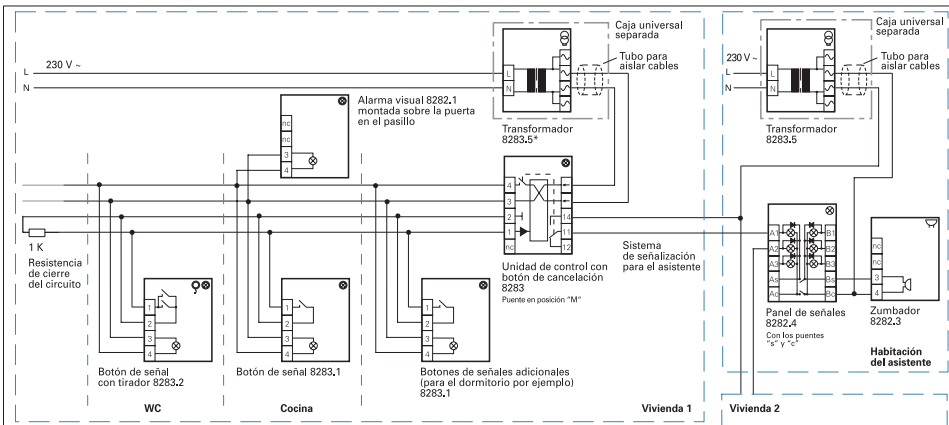 Caja universal
separada
Caja universal
separada
230 V ~
Tubo para
aislar cables
230 V ~
Tubo para
aislar cables
L
N
L
N
L
N
L
N
Alarma visual 8282.1
montada sobre la puerta
en el pasillo
nc
nc
3
4
Transformador
8283.5*
Transformador
8283.5
4
3
2
1
nc
14
11
12
1 K
Resistencia
de cierre
del circuito
Sistema
de señalización
para el asistente
Unidad de control con
botón de cancelación
8283
Puente en posición "M"
A1
A2
A3
As
Ao
B1
B2
B3
Bs
Bo
nc
nc
3
4
Panel de señales
8282.4
Con los puentes
"s" y "c"
Zumbador
8282.3
1
2
3
4
1
2
3
4
1
2
3
4
Botón de señal
con tirador 8283.2
Botón de señal 8283.1
Botones de señales adicionales
(para el dormitorio por ejemplo)
8283.1
Habitación
del asistente
WC
Cocina
Vivienda 1
Vivienda 2